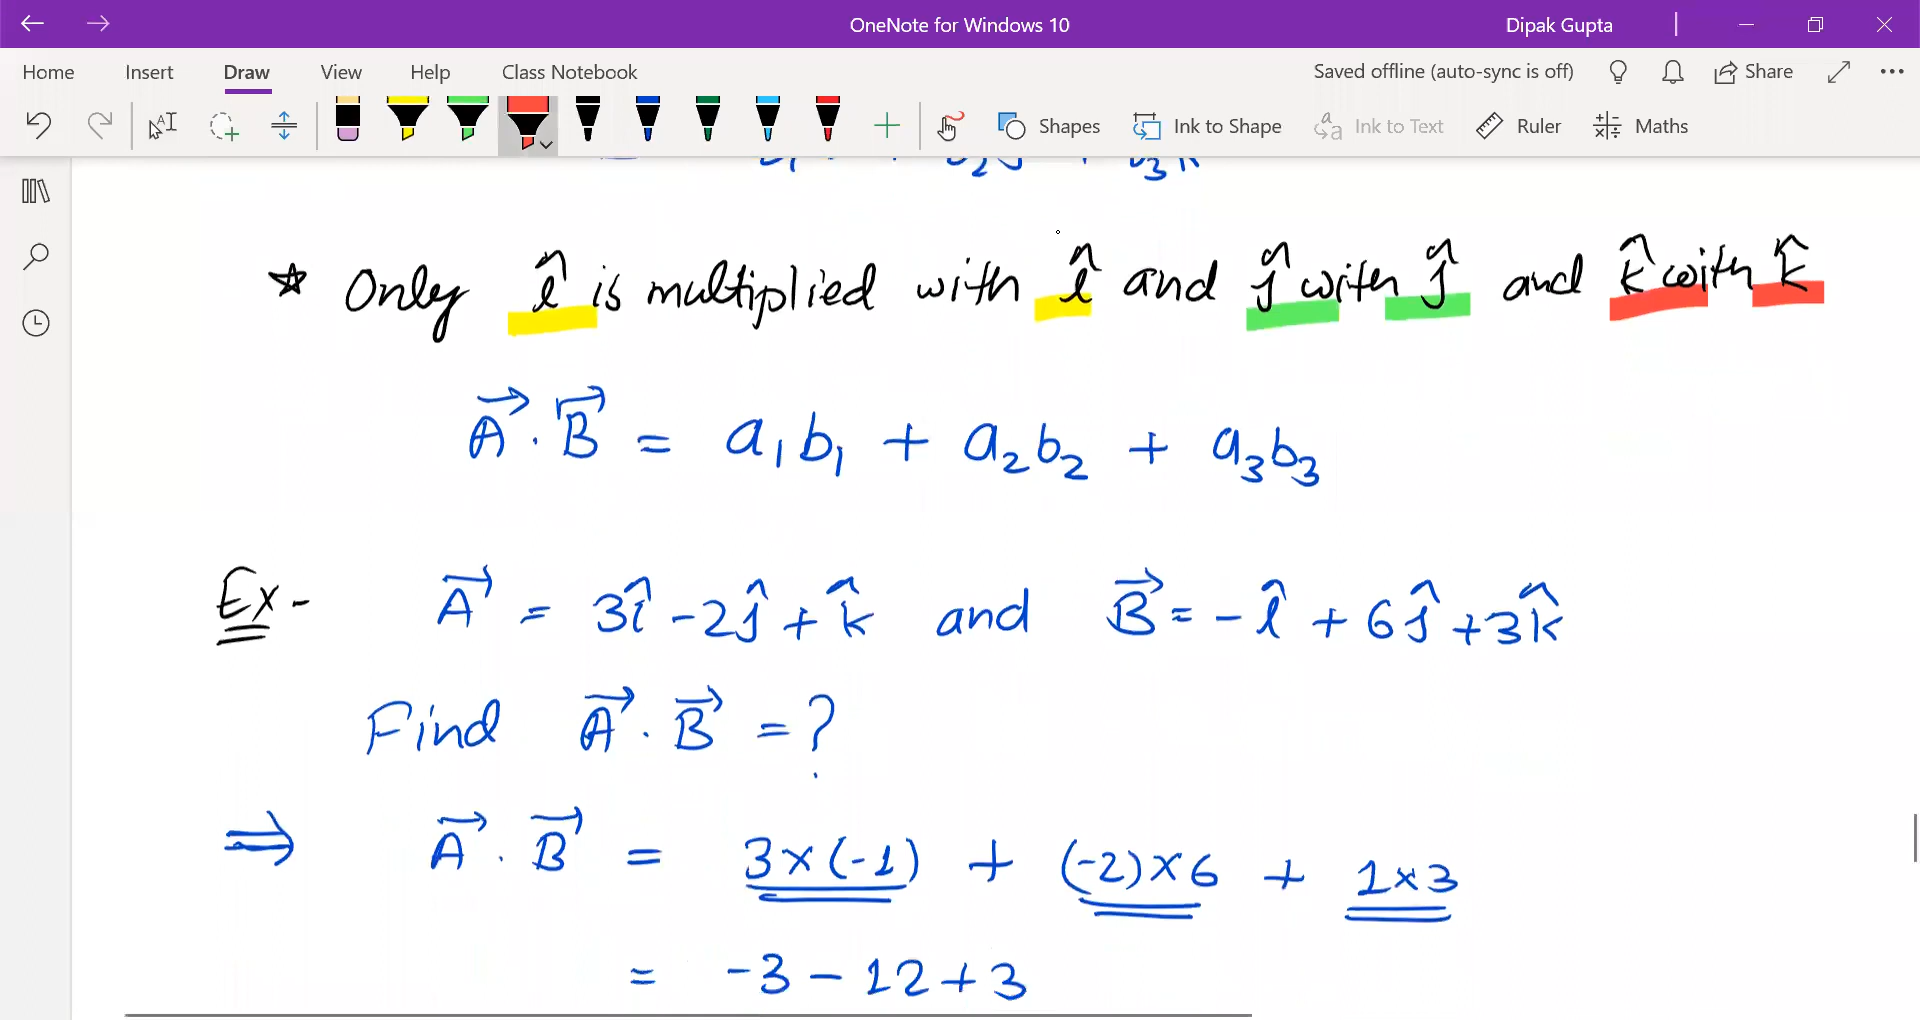 OneNote for Windows 10 Dipak Gupta
Home Insert Draw View Help Class Notebook Saved offline (auto-sync is off) Share
Shapes Ink to Shape Ink to Text Ruler Maths
☆ Only î is multiplied with î and ĵ with ĵ and k̂ with k̂
A⃗ . B⃗ = a₁b₁ + a₂b₂ + a₃b₃
Ex - A⃗ = 3î - 2ĵ + k̂ and B⃗ = - î + 6ĵ + 3k̂
Find A⃗ . B⃗ = ?
⇒ A⃗ . B⃗ = 3×(-1) + (-2)×6 + 1×3
= -3 - 12 + 3